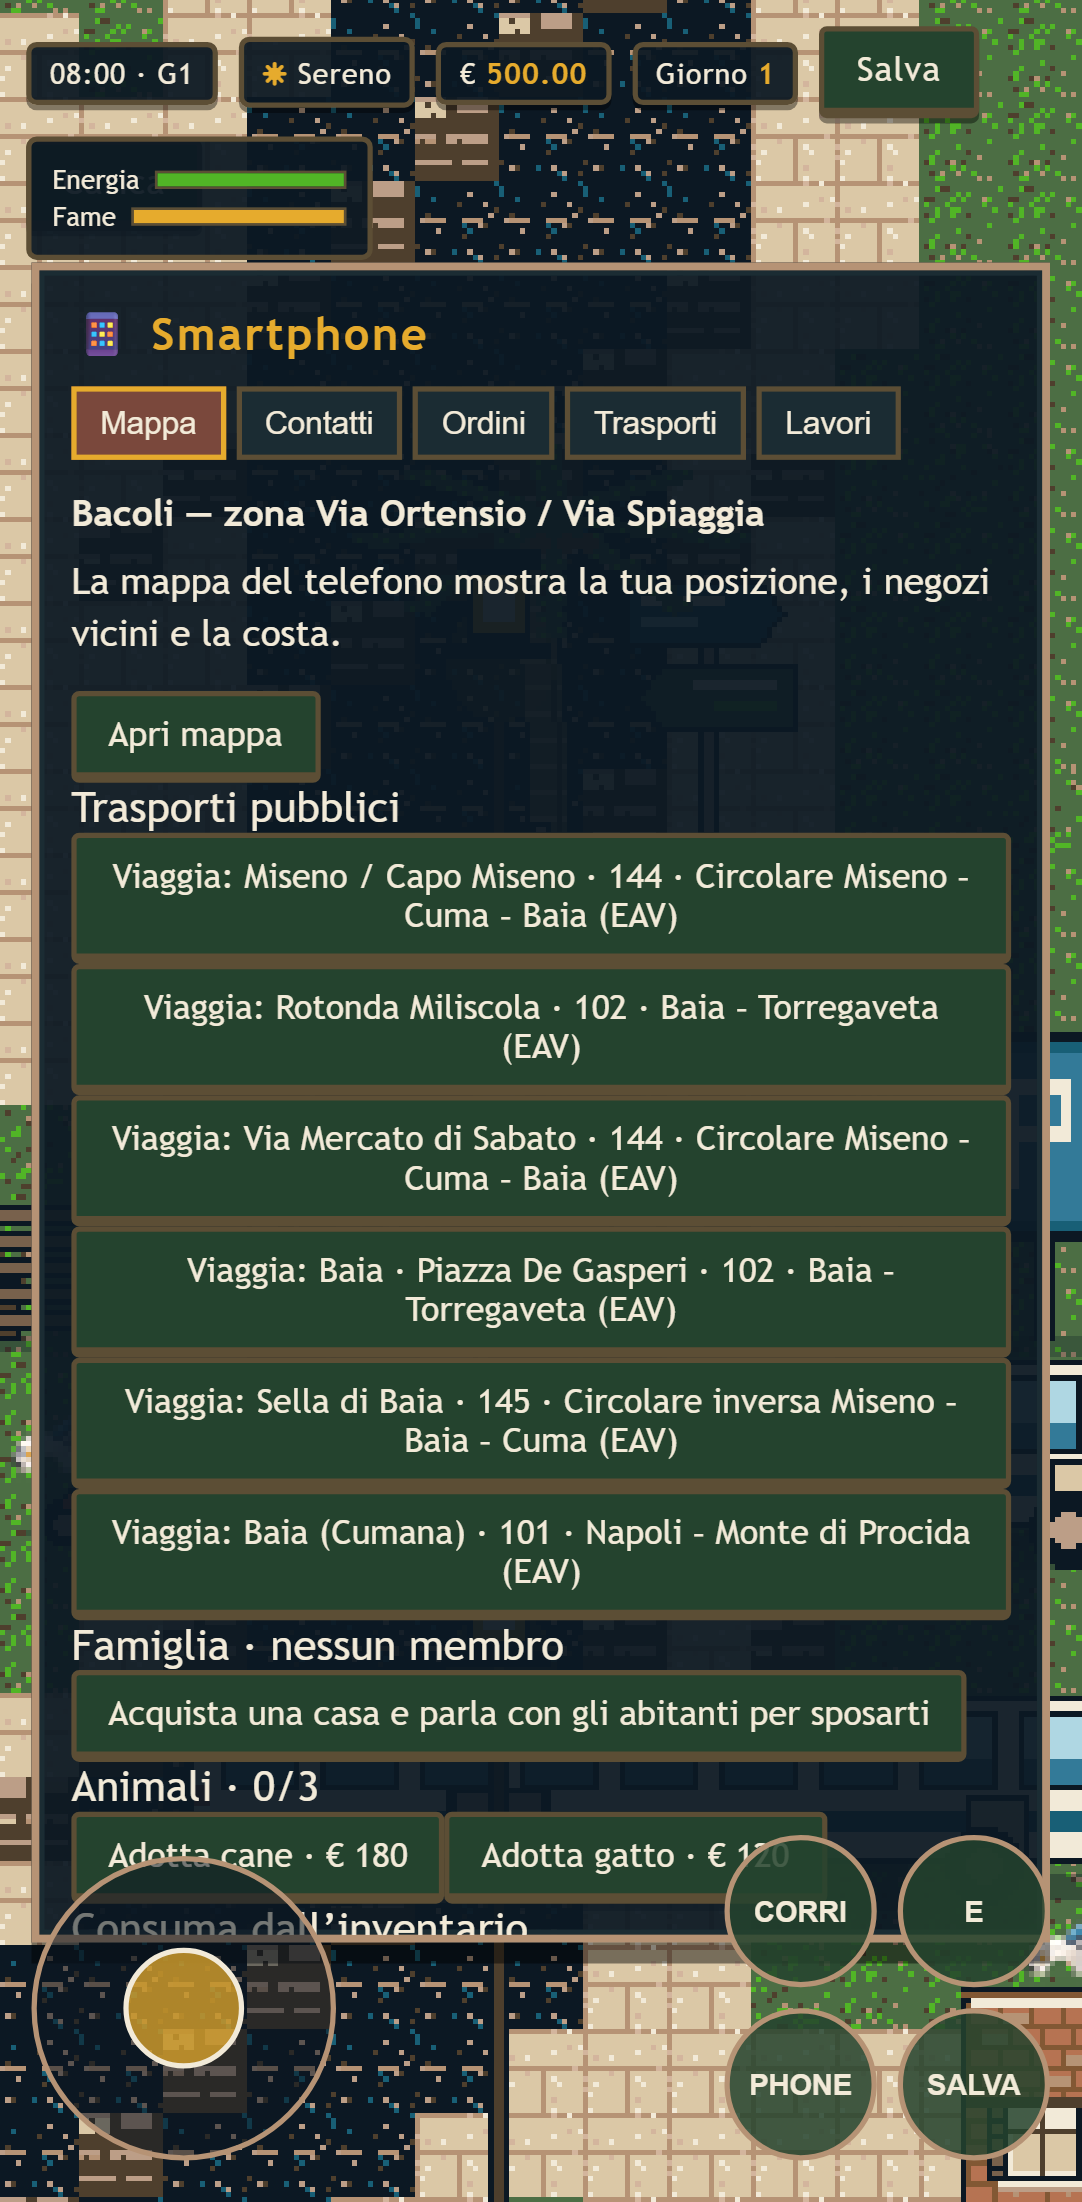 08:00 · G1
Sereno
€ 500.00
Giorno 1
Salva
Energia
Fame
Smartphone
Mappa
Contatti
Ordini
Trasporti
Lavori
Bacoli — zona Via Ortensio / Via Spiaggia
La mappa del telefono mostra la tua posizione, i negozi
vicini e la costa.
Apri mappa
Trasporti pubblici
Viaggia: Miseno / Capo Miseno · 144 · Circolare Miseno –
Cuma – Baia (EAV)
Viaggia: Rotonda Miliscola · 102 · Baia – Torregaveta
(EAV)
Viaggia: Via Mercato di Sabato · 144 · Circolare Miseno –
Cuma – Baia (EAV)
Viaggia: Baia · Piazza De Gasperi · 102 · Baia –
Torregaveta (EAV)
Viaggia: Sella di Baia · 145 · Circolare inversa Miseno –
Baia – Cuma (EAV)
Viaggia: Baia (Cumana) · 101 · Napoli – Monte di Procida
(EAV)
Famiglia · nessun membro
Acquista una casa e parla con gli abitanti per sposarti
Animali · 0/3
Adotta cane · € 180
Adotta gatto · € 120
Consuma dall’inventario
CORRI
E
PHONE
SALVA